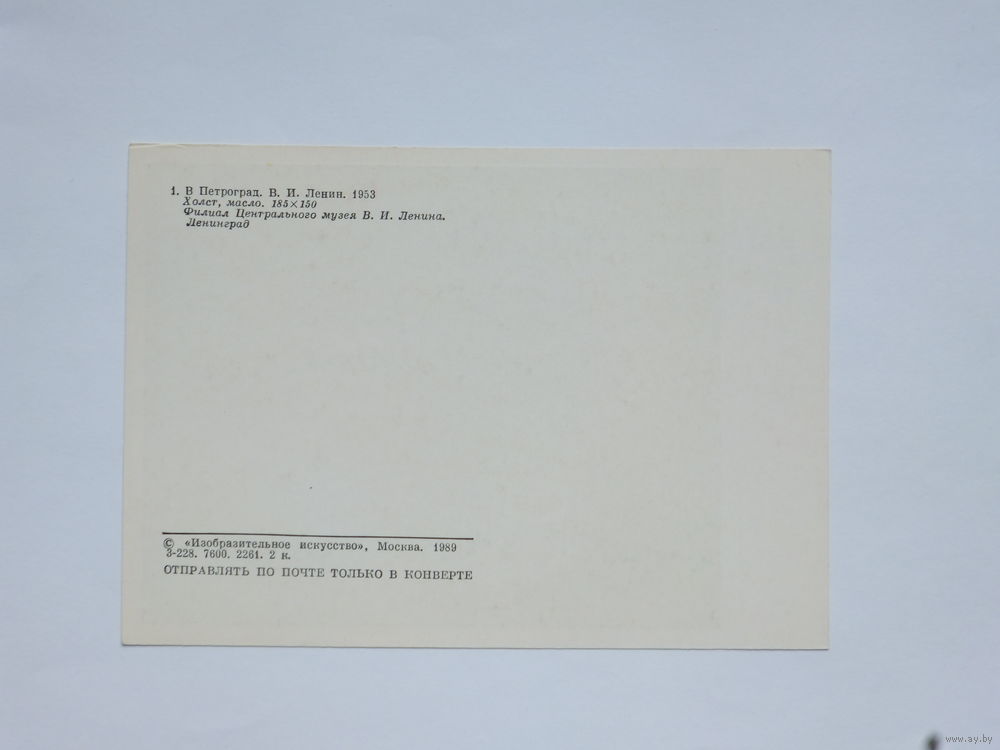 1. В Петроград. В. И. Ленин. 1953
Холст, масло. 185×150
Филиал Центрального музея В. И. Ленина.
Ленинград
© «Изобразительное искусство», Москва. 1989
3-228. 7600. 2261. 2 к.
ОТПРАВЛЯТЬ ПО ПОЧТЕ ТОЛЬКО В КОНВЕРТЕ
www.ay.by